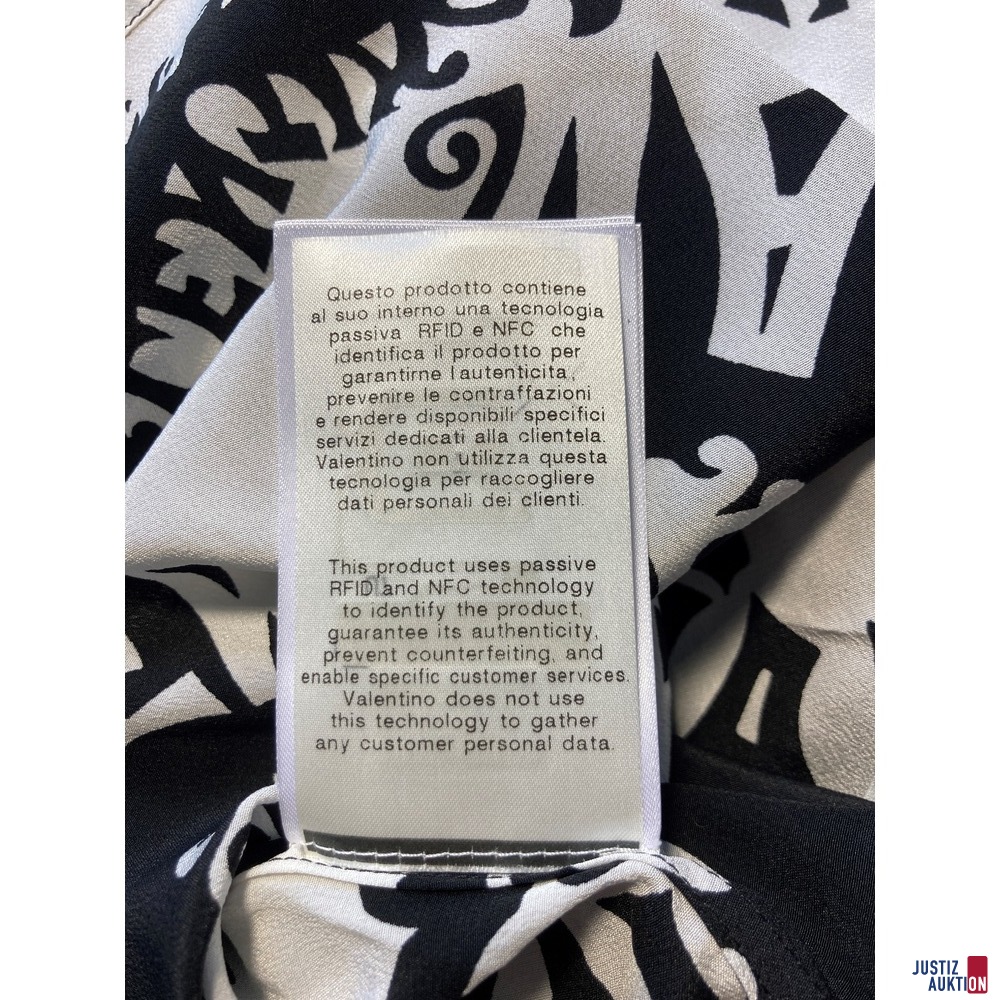 Questo prodotto contiene
al suo interno una tecnologia
passiva RFID e NFC che
identifica il prodotto per
garantirne l'autenticita,
prevenire le contraffazioni
e rendere disponibili specifici
servizi dedicati alla clientela.
Valentino non utilizza questa
tecnologia per raccogliere
dati personali dei clienti.
This product uses passive
RFID and NFC technology
to identify the product,
guarantee its authenticity,
prevent counterfeiting, and
enable specific customer services.
Valentino does not use
this technology to gather
any customer personal data.
JUSTIZ
AUKTION